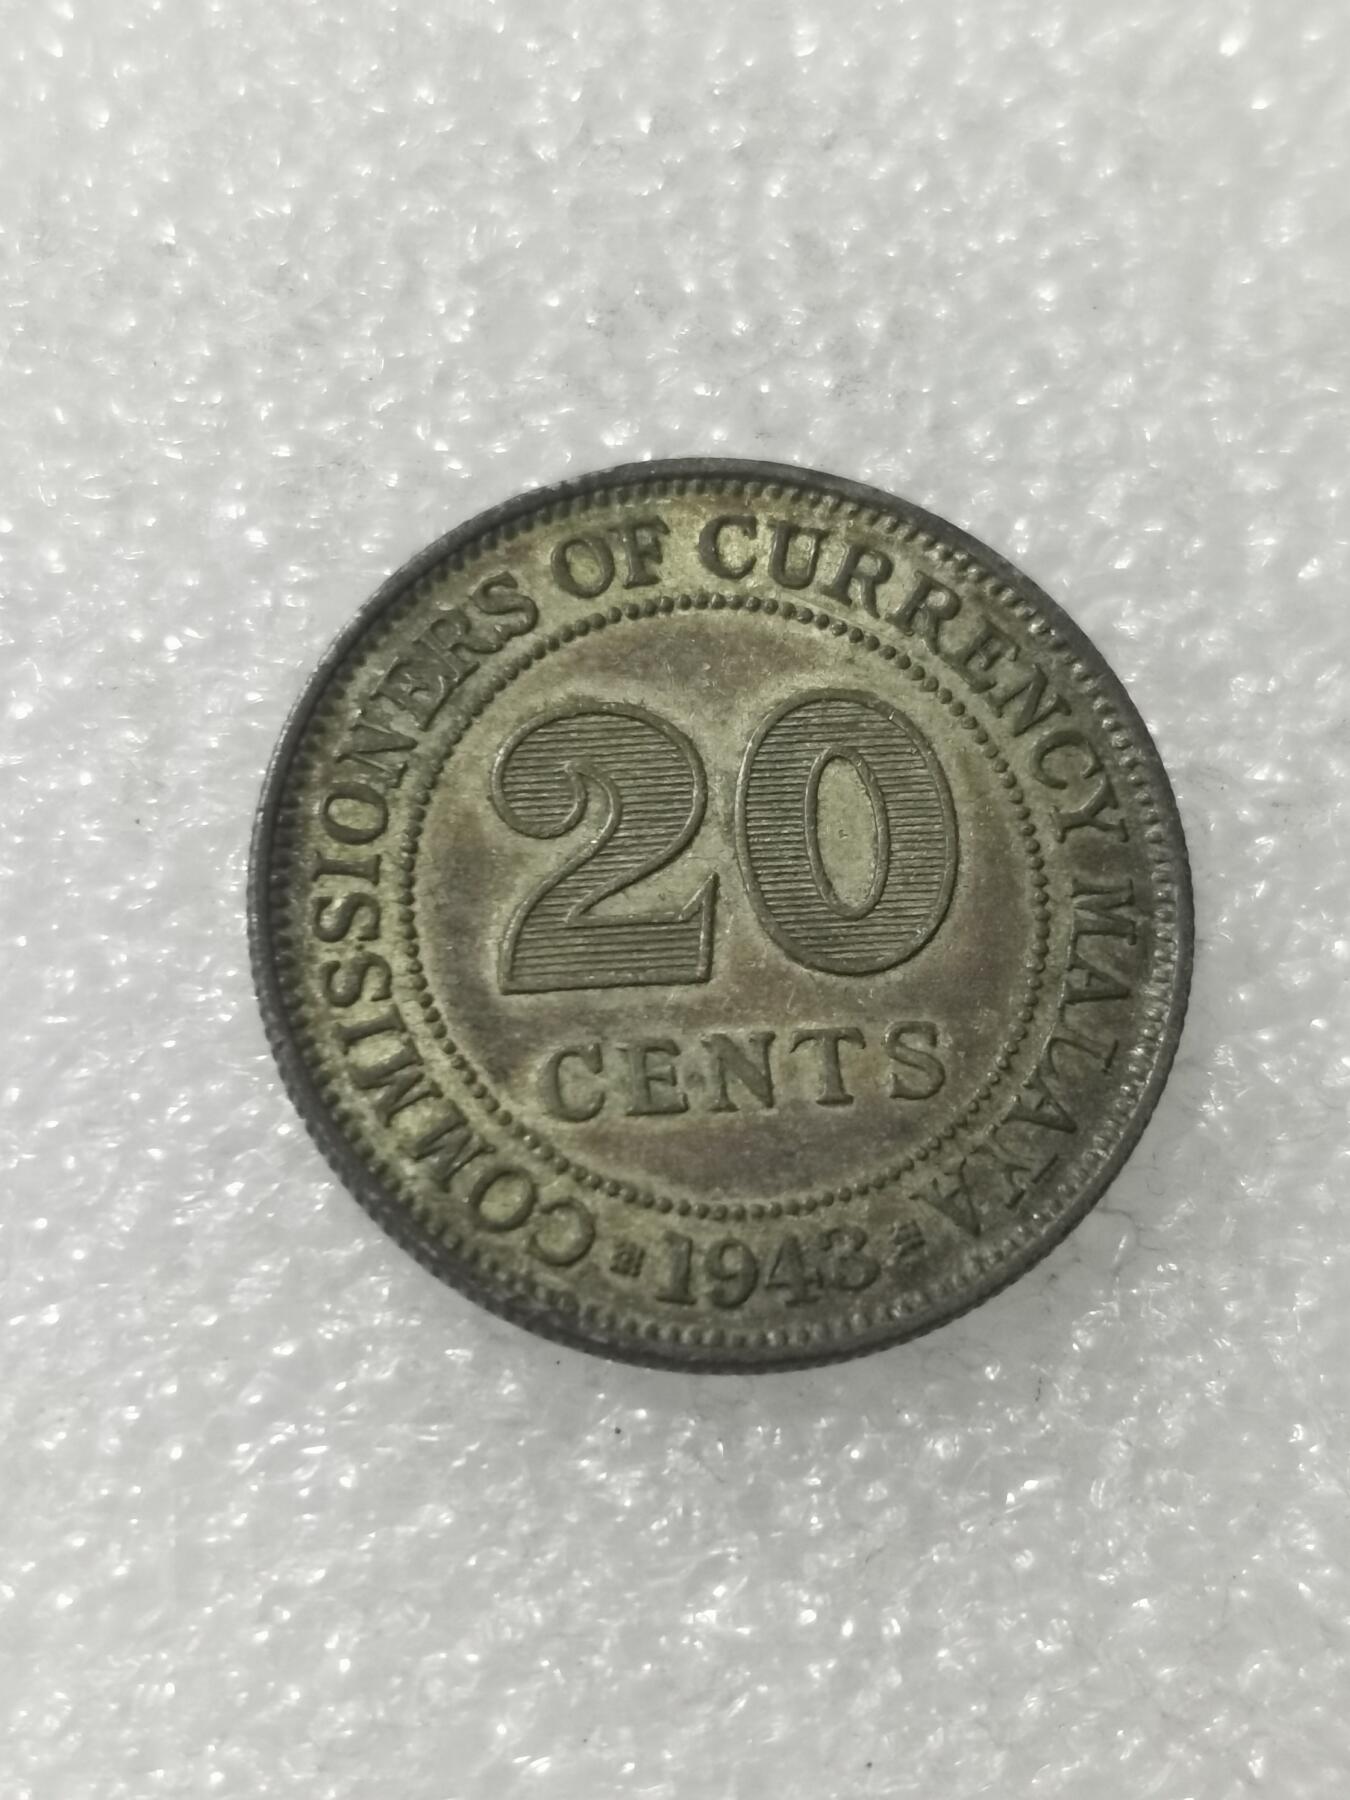 COMMISSIONERS OF CURRENCY MALAYA
20
CENTS
1943